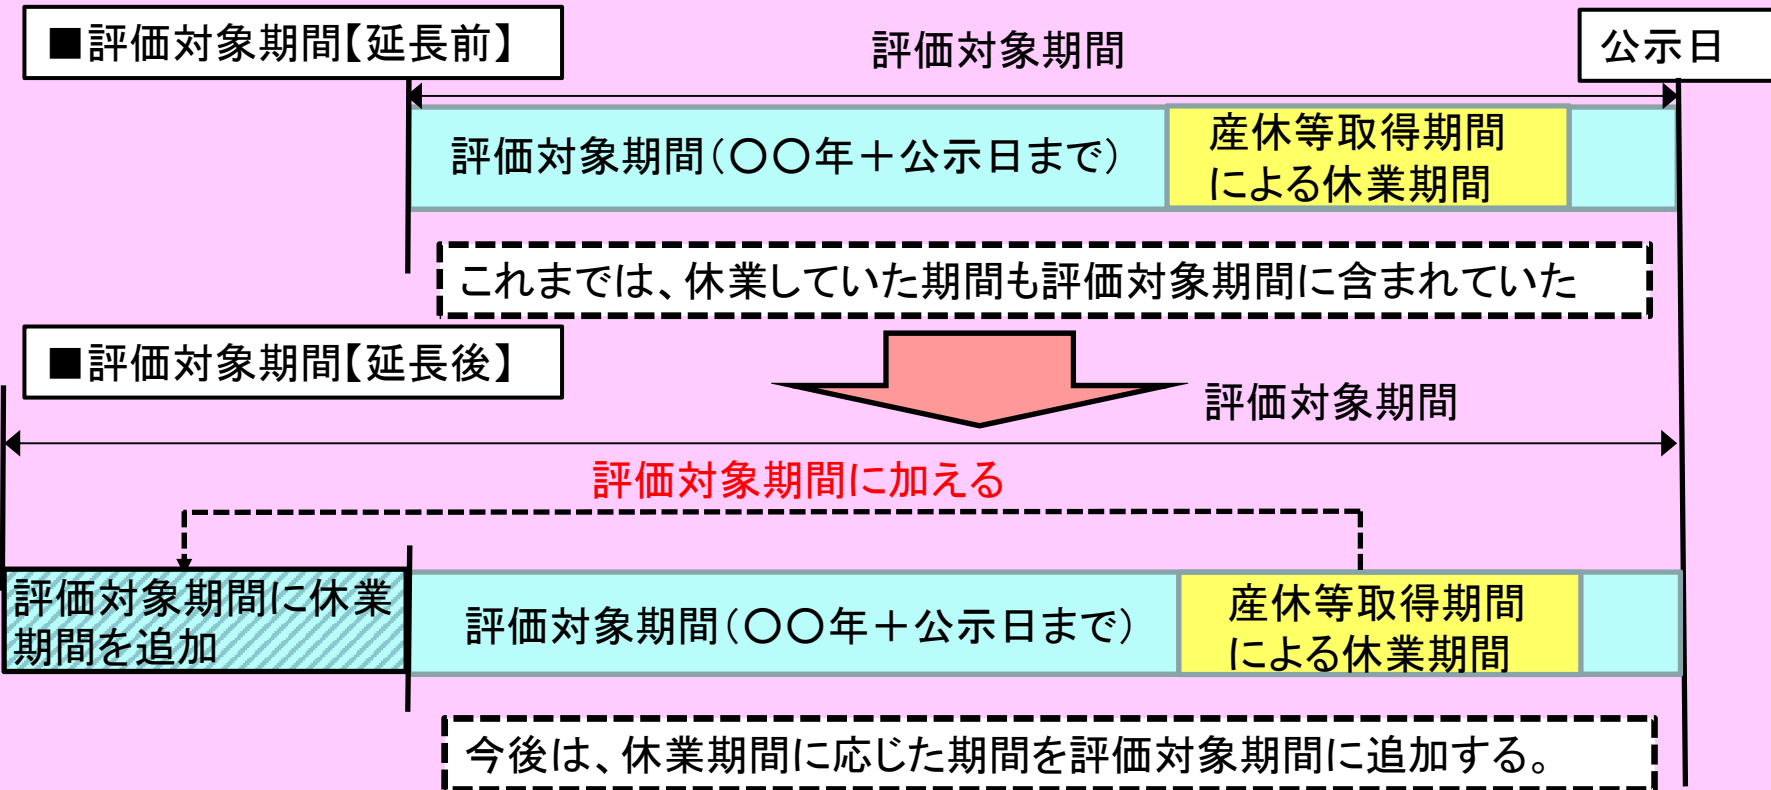 ■評価対象期間【延長前】
評価対象期間
公示日
評価対象期間(〇〇年+公示日まで)
産休等取得期間
による休業期間
これまでは、休業していた期間も評価対象期間に含まれていた
■評価対象期間【延長後】
評価対象期間
評価対象期間に加える
評価対象期間に休業
期間を追加
評価対象期間(〇〇年+公示日まで)
産休等取得期間
による休業期間
今後は、休業期間に応じた期間を評価対象期間に追加する。